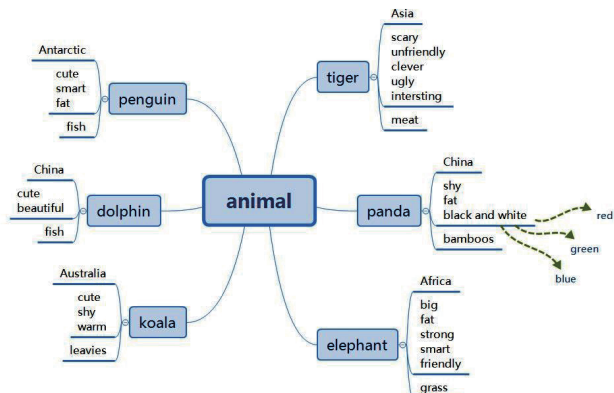 animal
penguin
Antarctic
cute
smart
fat
fish
dolphin
China
cute
beautiful
fish
koala
Australia
cute
shy
warm
leavies
tiger
Asia
scary
unfriendly
clever
ugly
intersting
meat
panda
China
shy
fat
black and white
red
green
blue
bamboos
elephant
Africa
big
fat
strong
smart
friendly
grass